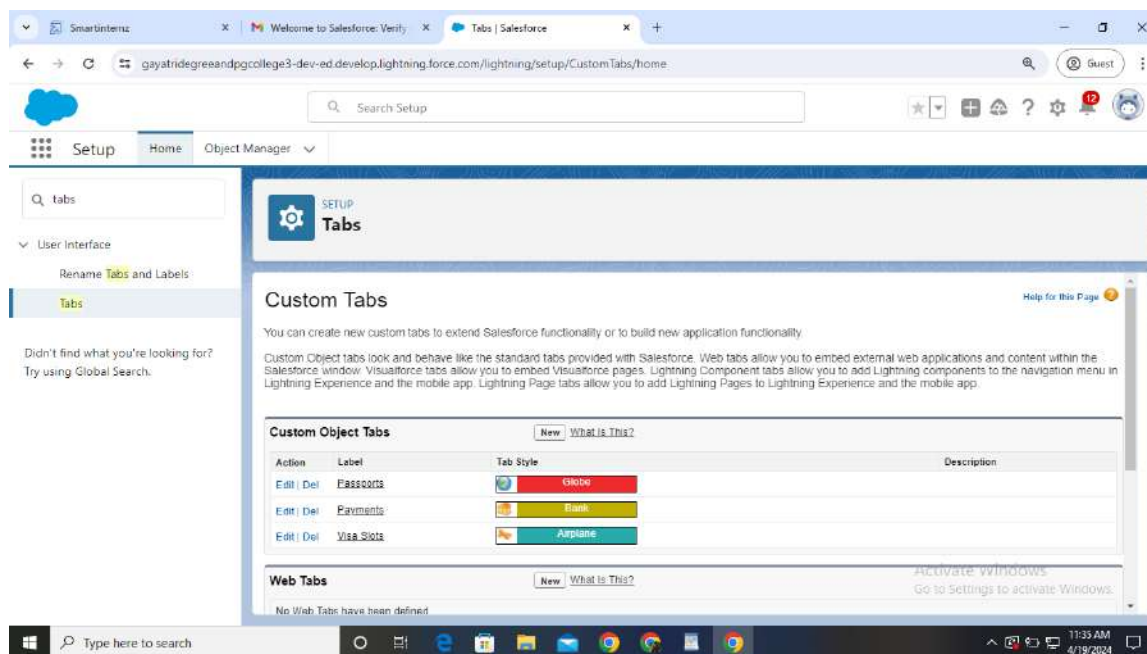 Smartinternz
Welcome to Salesforce: Verify
Tabs | Salesforce
gayatridegreeandpgcollege3-dev-ed.develop.lightning.force.com/lightning/setup/CustomTabs/home
Guest
Search Setup
12
Setup
Home
Object Manager
tabs
User Interface
Rename Tabs and Labels
Tabs
Didn't find what you're looking for?
Try using Global Search.
SETUP
Tabs
Custom Tabs
Help for this Page
You can create new custom tabs to extend Salesforce functionality or to build new application functionality.
Custom Object tabs look and behave like the standard tabs provided with Salesforce. Web tabs allow you to embed external web applications and content within the
Salesforce window. Visualforce tabs allow you to embed Visualforce pages. Lightning Component tabs allow you to add Lightning components to the navigation menu in
Lightning Experience and the mobile app. Lightning Page tabs allow you to add Lightning Pages to Lightning Experience and the mobile app.
Custom Object Tabs New What Is This?
Action Label Tab Style Description
Edit | Del Passports Globe
Edit | Del Payments Bank
Edit | Del Visa Slots Airplane
Web Tabs New What Is This?
No Web Tabs have been defined
Activate Windows
Go to Settings to activate Windows.
Type here to search
11:35 AM
4/19/2024